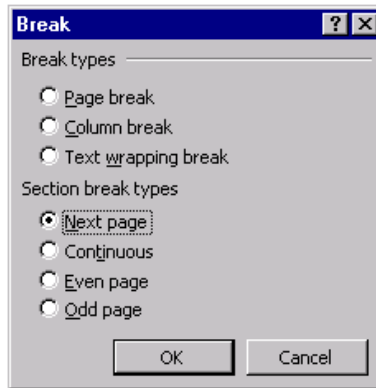 Break
Break types
Page break
Column break
Text wrapping break
Section break types
Next page
Continuous
Even page
Odd page
OK Cancel